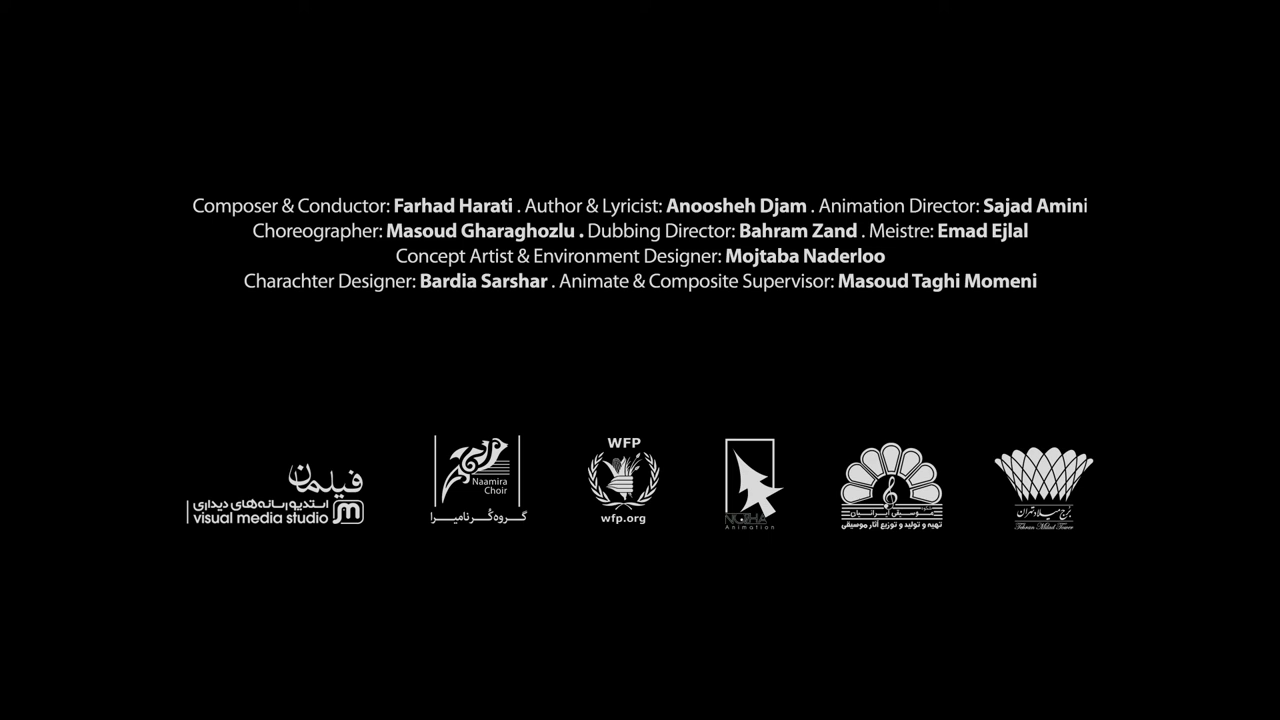 Composer & Conductor: Farhad Harati . Author & Lyricist: Anoosheh Djam . Animation Director: Sajad Amini
Choreographer: Masoud Gharaghozlu . Dubbing Director: Bahram Zand . Meistre: Emad Ejlal
Concept Artist & Environment Designer: Mojtaba Naderloo
Charachter Designer: Bardia Sarshar . Animate & Composite Supervisor: Masoud Taghi Momeni
فیلمان
استدیو رسانه‌های دیداری
visual media studio
Naamira
Choir
گروه کُر نامیرا
WFP
wfp.org
Animation
موسیقی ایرانیان
تهیه و تولید و توزیع آثار موسیقی
برج میلاد تهران
Tehran Milad Tower